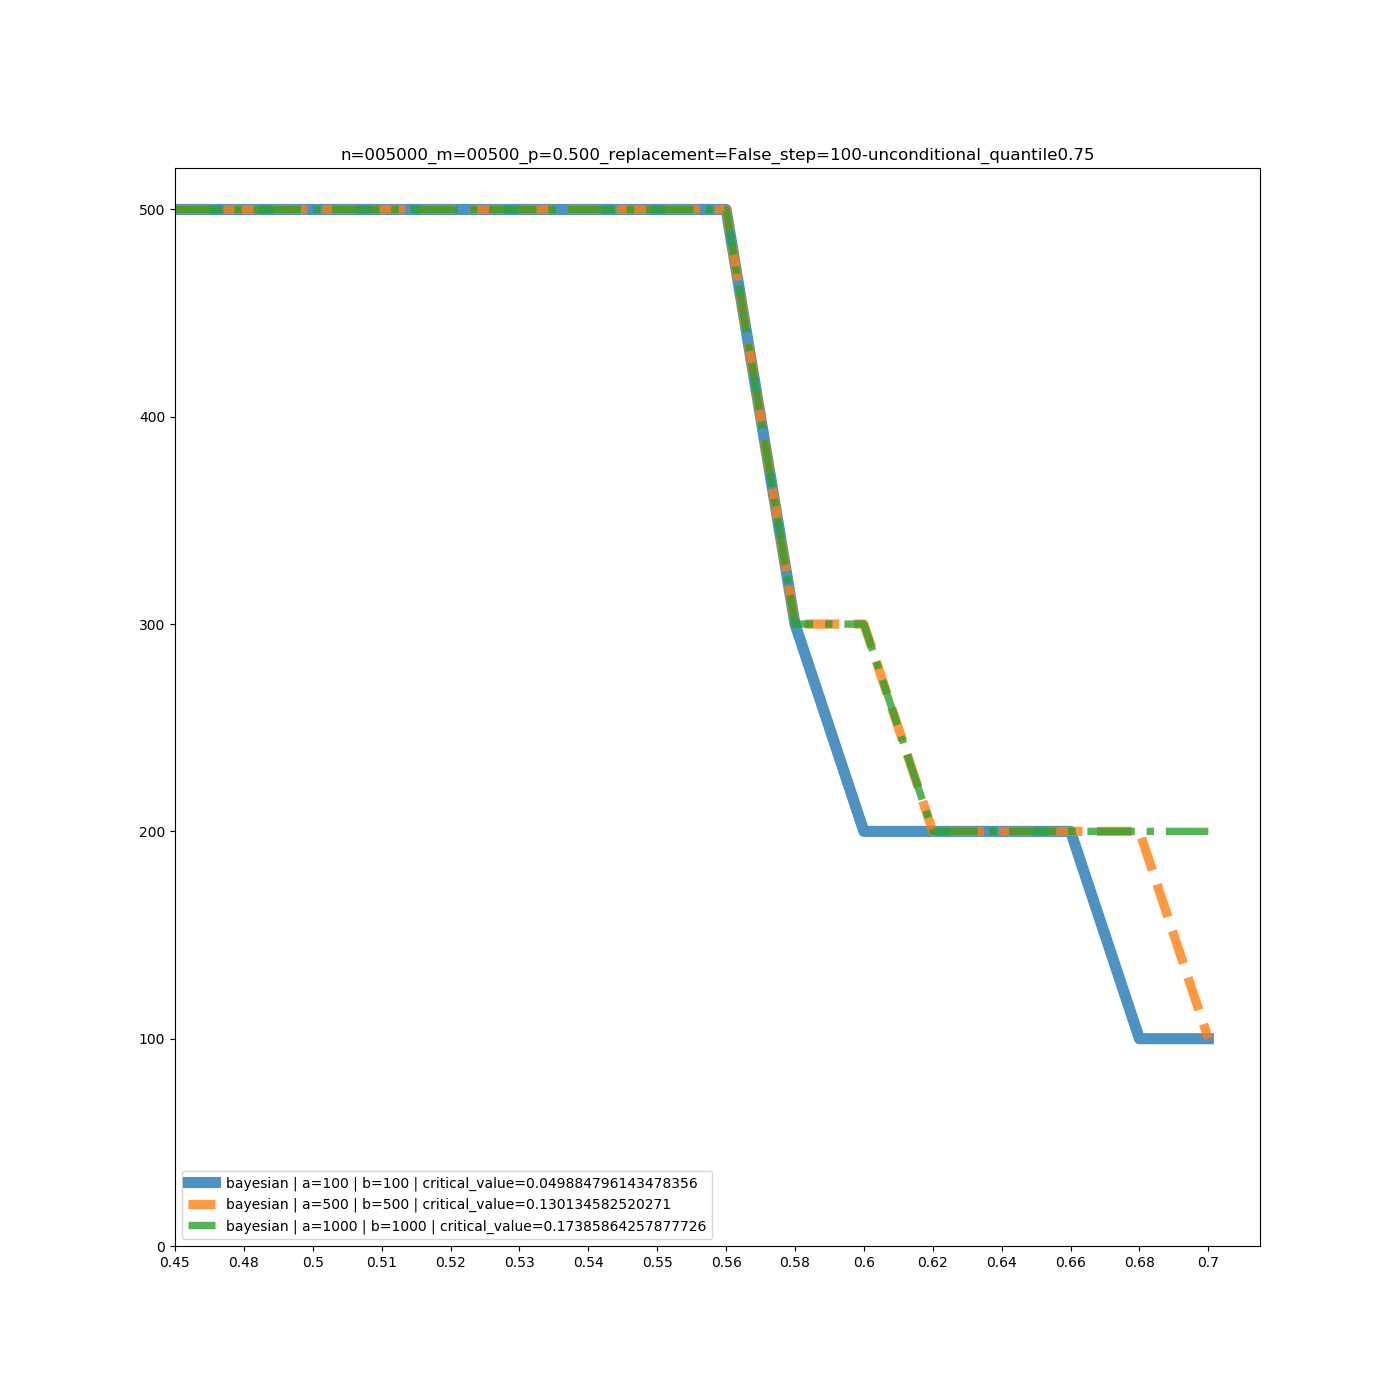 n=005000_m=00500_p=0.500_replacement=False_step=100-unconditional_quantile0.75
500
400
300
200
100
0
bayesian | a=100 | b=100 | critical_value=0.049884796143478356
bayesian | a=500 | b=500 | critical_value=0.130134582520271
bayesian | a=1000 | b=1000 | critical_value=0.17385864257877726
0.45 0.48 0.5 0.51 0.52 0.53 0.54 0.55 0.56 0.58 0.6 0.62 0.64 0.66 0.68 0.7